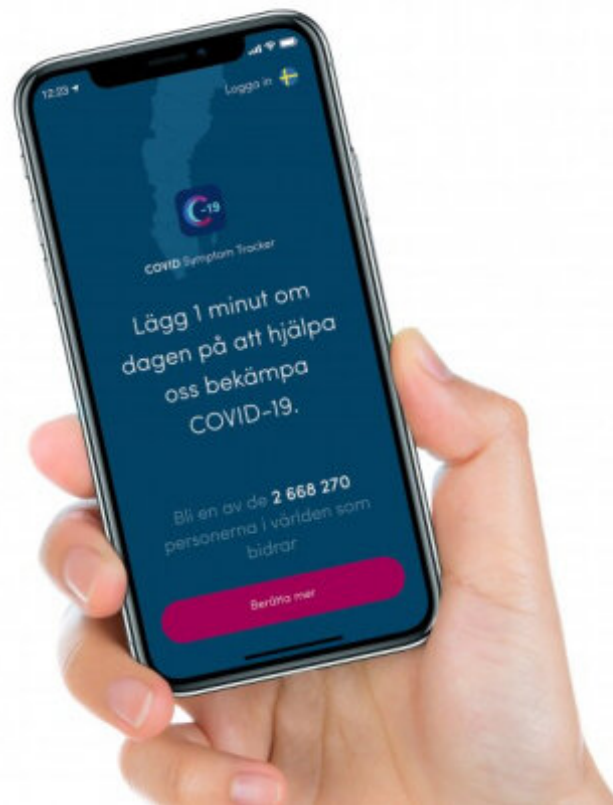 12:23
Logga in
C-19
COVID Symptom Tracker
Lägg 1 minut om
dagen på att hjälpa
oss bekämpa
COVID-19.
Bli en av de 2 668 270
personerna i världen som
bidrar
Berätta mer